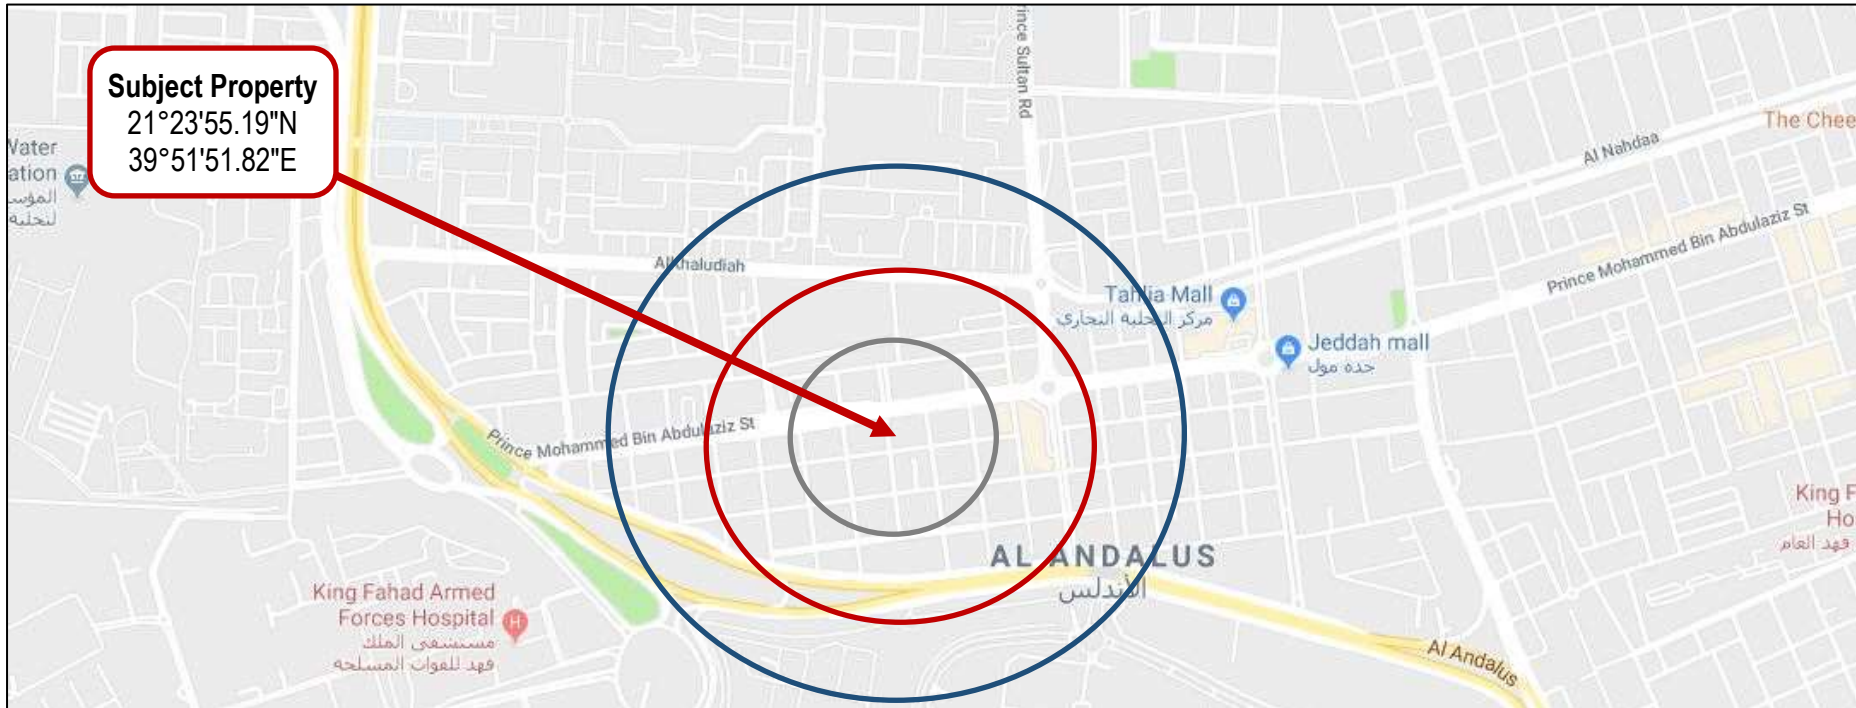 Subject Property
21°23'55.19"N
39°51'51.82"E
rince Sultan Rd
The Chee
Al Nahdaa
Water
ation
المؤس
لتحلية
Prince Mohammed Bin Abdulaziz St
Alkhaludiah
Tahlia Mall
مركز التحلية التجاري
Jeddah mall
جده مول
Prince Mohammed Bin Abdulaziz St
King F
Ho
فهد العام
AL ANDALUS
الأندلس
King Fahad Armed
Forces Hospital
مستشفى الملك
فهد للقوات المسلحة
H
Al Andalus